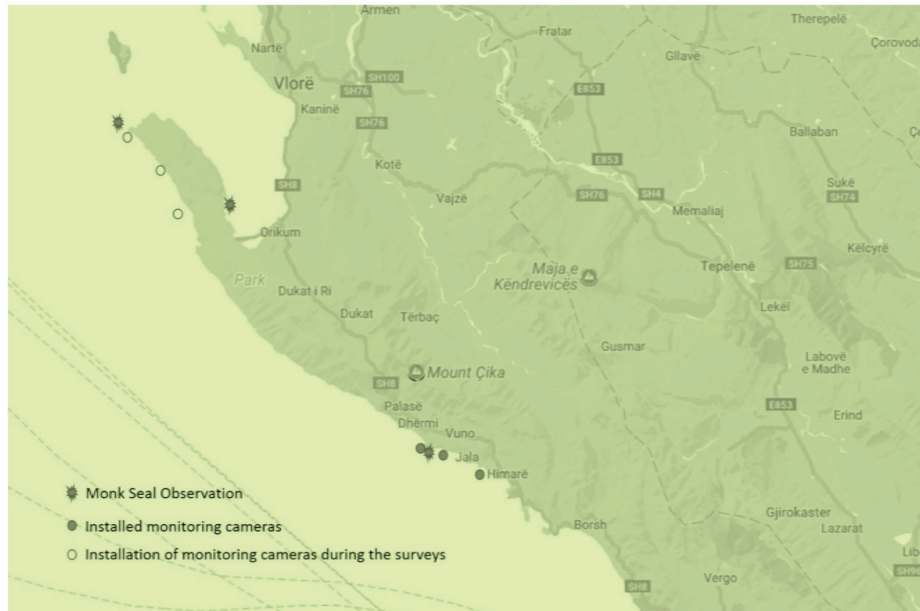 Armen
Therepelë
Fratar
Nartë
Gllavë
Çorovod
Vlorë
SH100
SH76
E853
Kaninë
SH76
Ballaban
E853
Kotë
SH8
SH76
SH4
Sukë
SH74
Vajzë
Memaliaj
Orikum
Këlcyrë
Park
Maja e
Këndrevicës
Tepelenë
SH75
Dukat i Ri
Lekël
Dukat
Tërbaç
Gusmar
Labovë
e Madhe
Mount Çika
SH8
Palasë
E853
Erind
Dhërmi
Vuno
Jala
Himarë
Monk Seal Observation
Gjirokaster
Borsh
Lazarat
Installed monitoring cameras
Installation of monitoring cameras during the surveys
Vergo
SH8